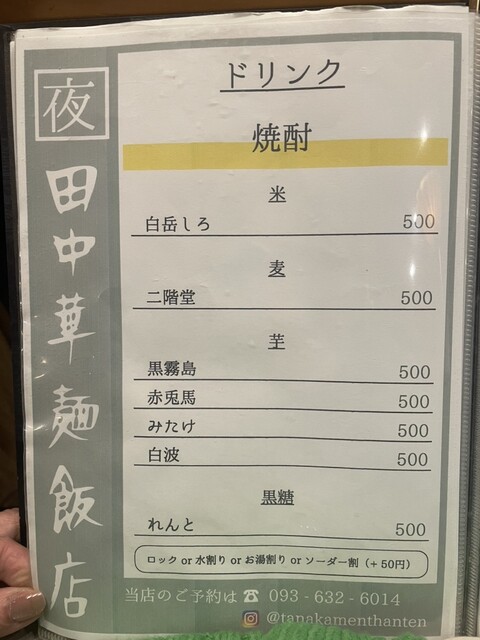 夜
田中華麺飯店
ドリンク
焼酎
米
白岳しろ 500
麦
二階堂 500
芋
黒霧島 500
赤兎馬 500
みたけ 500
白波 500
黒糖
れんと 500
ロック or 水割り or お湯割り or ソーダー割（+ 50円）
当店のご予約は ☎ 093 - 632 - 6014
@tanakamenthanten